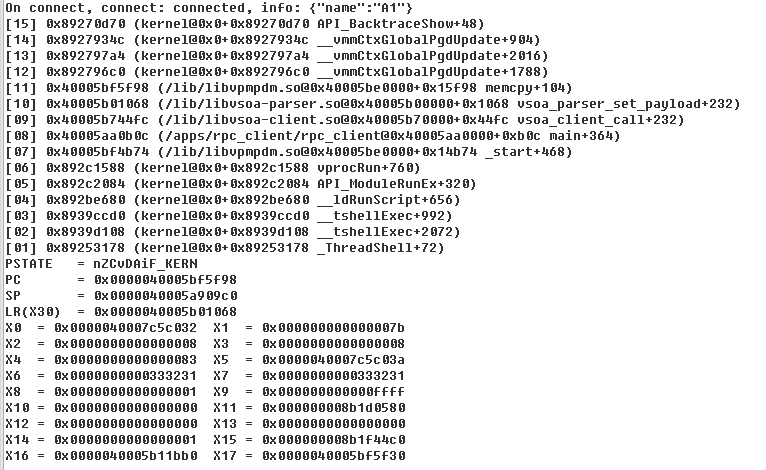 On connect, connect: connected, info: {"name":"A1"}
[15] 0x89270d70 (kernel@0x0+0x89270d70 API_BacktraceShow+48)
[14] 0x8927934c (kernel@0x0+0x8927934c __vmmCtxGlobalPgdUpdate+904)
[13] 0x892797a4 (kernel@0x0+0x892797a4 __vmmCtxGlobalPgdUpdate+2016)
[12] 0x892796c0 (kernel@0x0+0x892796c0 __vmmCtxGlobalPgdUpdate+1788)
[11] 0x40005bf5f98 (/lib/libvpmpdm.so@0x40005be0000+0x15f98 memcpy+104)
[10] 0x40005b01068 (/lib/libvsoa-parser.so@0x40005b00000+0x1068 vsoa_parser_set_payload+232)
[09] 0x40005b744fc (/lib/libvsoa-client.so@0x40005b70000+0x44fc vsoa_client_call+232)
[08] 0x40005aa0b0c (/apps/rpc_client/rpc_client@0x40005aa0000+0xb0c main+364)
[07] 0x40005bf4b74 (/lib/libvpmpdm.so@0x40005be0000+0x14b74 _start+468)
[06] 0x892c1588 (kernel@0x0+0x892c1588 vprocRun+760)
[05] 0x892c2084 (kernel@0x0+0x892c2084 API_ModuleRunEx+320)
[04] 0x892be680 (kernel@0x0+0x892be680 __ldRunScript+656)
[03] 0x8939ccd0 (kernel@0x0+0x8939ccd0 __tshellExec+992)
[02] 0x8939d108 (kernel@0x0+0x8939d108 __tshellExec+2072)
[01] 0x89253178 (kernel@0x0+0x89253178 _ThreadShell+72)
PSTATE = nZCvDAiF_KERN
PC = 0x0000040005bf5f98
SP = 0x0000040005a909c0
LR(X30) = 0x0000040005b01068
X0 = 0x0000040007c5c032 X1 = 0x000000000000007b
X2 = 0x0000000000000008 X3 = 0x0000000000000008
X4 = 0x0000000000000083 X5 = 0x0000040007c5c03a
X6 = 0x0000000000333231 X7 = 0x0000000000333231
X8 = 0x0000000000000001 X9 = 0x000000000000ffff
X10 = 0x0000000000000000 X11 = 0x000000008b1d0580
X12 = 0x0000000000000000 X13 = 0x0000000000000000
X14 = 0x0000000000000001 X15 = 0x000000008b1f44c0
X16 = 0x0000040005b11bb0 X17 = 0x0000040005bf5f30